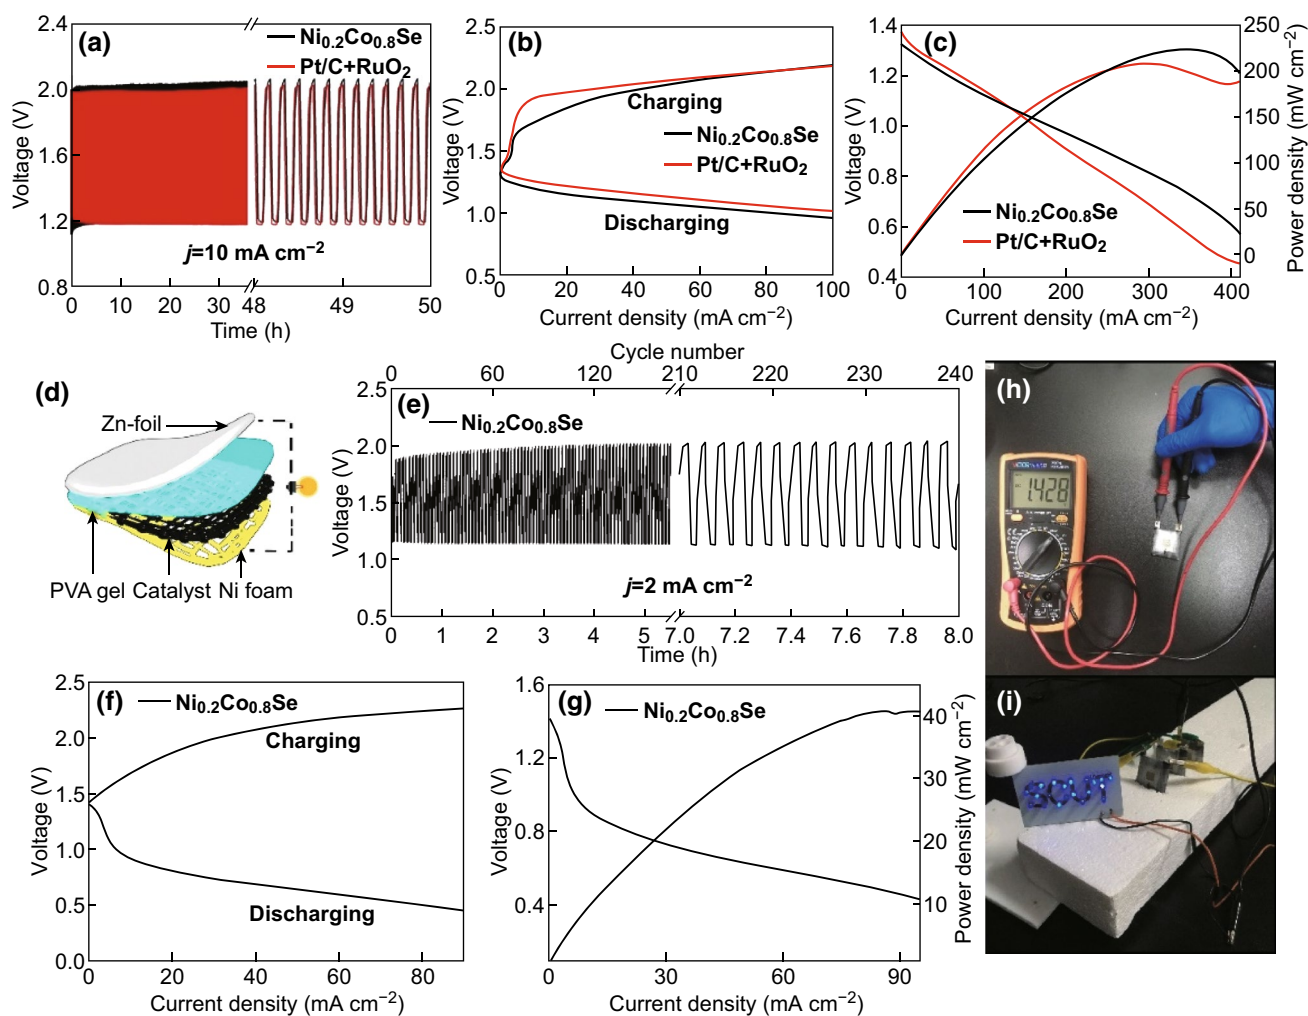 (a)
Ni0.2Co0.8Se
Pt/C+RuO₂
j=10 mA cm⁻²
Voltage (V)
2.4
2.0
1.6
1.2
0.8
0 10 20 30 48 49 50
Time (h)
(b)
Charging
Ni0.2Co0.8Se
Pt/C+RuO₂
Discharging
Voltage (V)
2.5
2.0
1.5
1.0
0.5
0 20 40 60 80 100
Current density (mA cm⁻²)
(c)
Ni0.2Co0.8Se
Pt/C+RuO₂
Voltage (V)
1.4
1.2
1.0
0.8
0.6
0.4
Power density (mW cm⁻²)
250
200
150
100
50
0
0 100 200 300 400
Current density (mA cm⁻²)
(d)
Zn-foil
PVA gel Catalyst Ni foam
Cycle number
0 60 120 210 220 230 240
(e)
Ni0.2Co0.8Se
j=2 mA cm⁻²
Voltage (V)
2.5
2.0
1.5
1.0
0.5
0 1 2 3 4 5 7.0 7.2 7.4 7.6 7.8 8.0
Time (h)
(h)
1.428
(f)
Ni0.2Co0.8Se
Charging
Discharging
Voltage (V)
2.5
2.0
1.5
1.0
0.5
0.0
0 20 40 60 80
Current density (mA cm⁻²)
(g)
Ni0.2Co0.8Se
Voltage (V)
1.6
1.2
0.8
0.4
Power density (mW cm⁻²)
40
30
20
10
0 30 60 90
Current density (mA cm⁻²)
(i)
SCUT